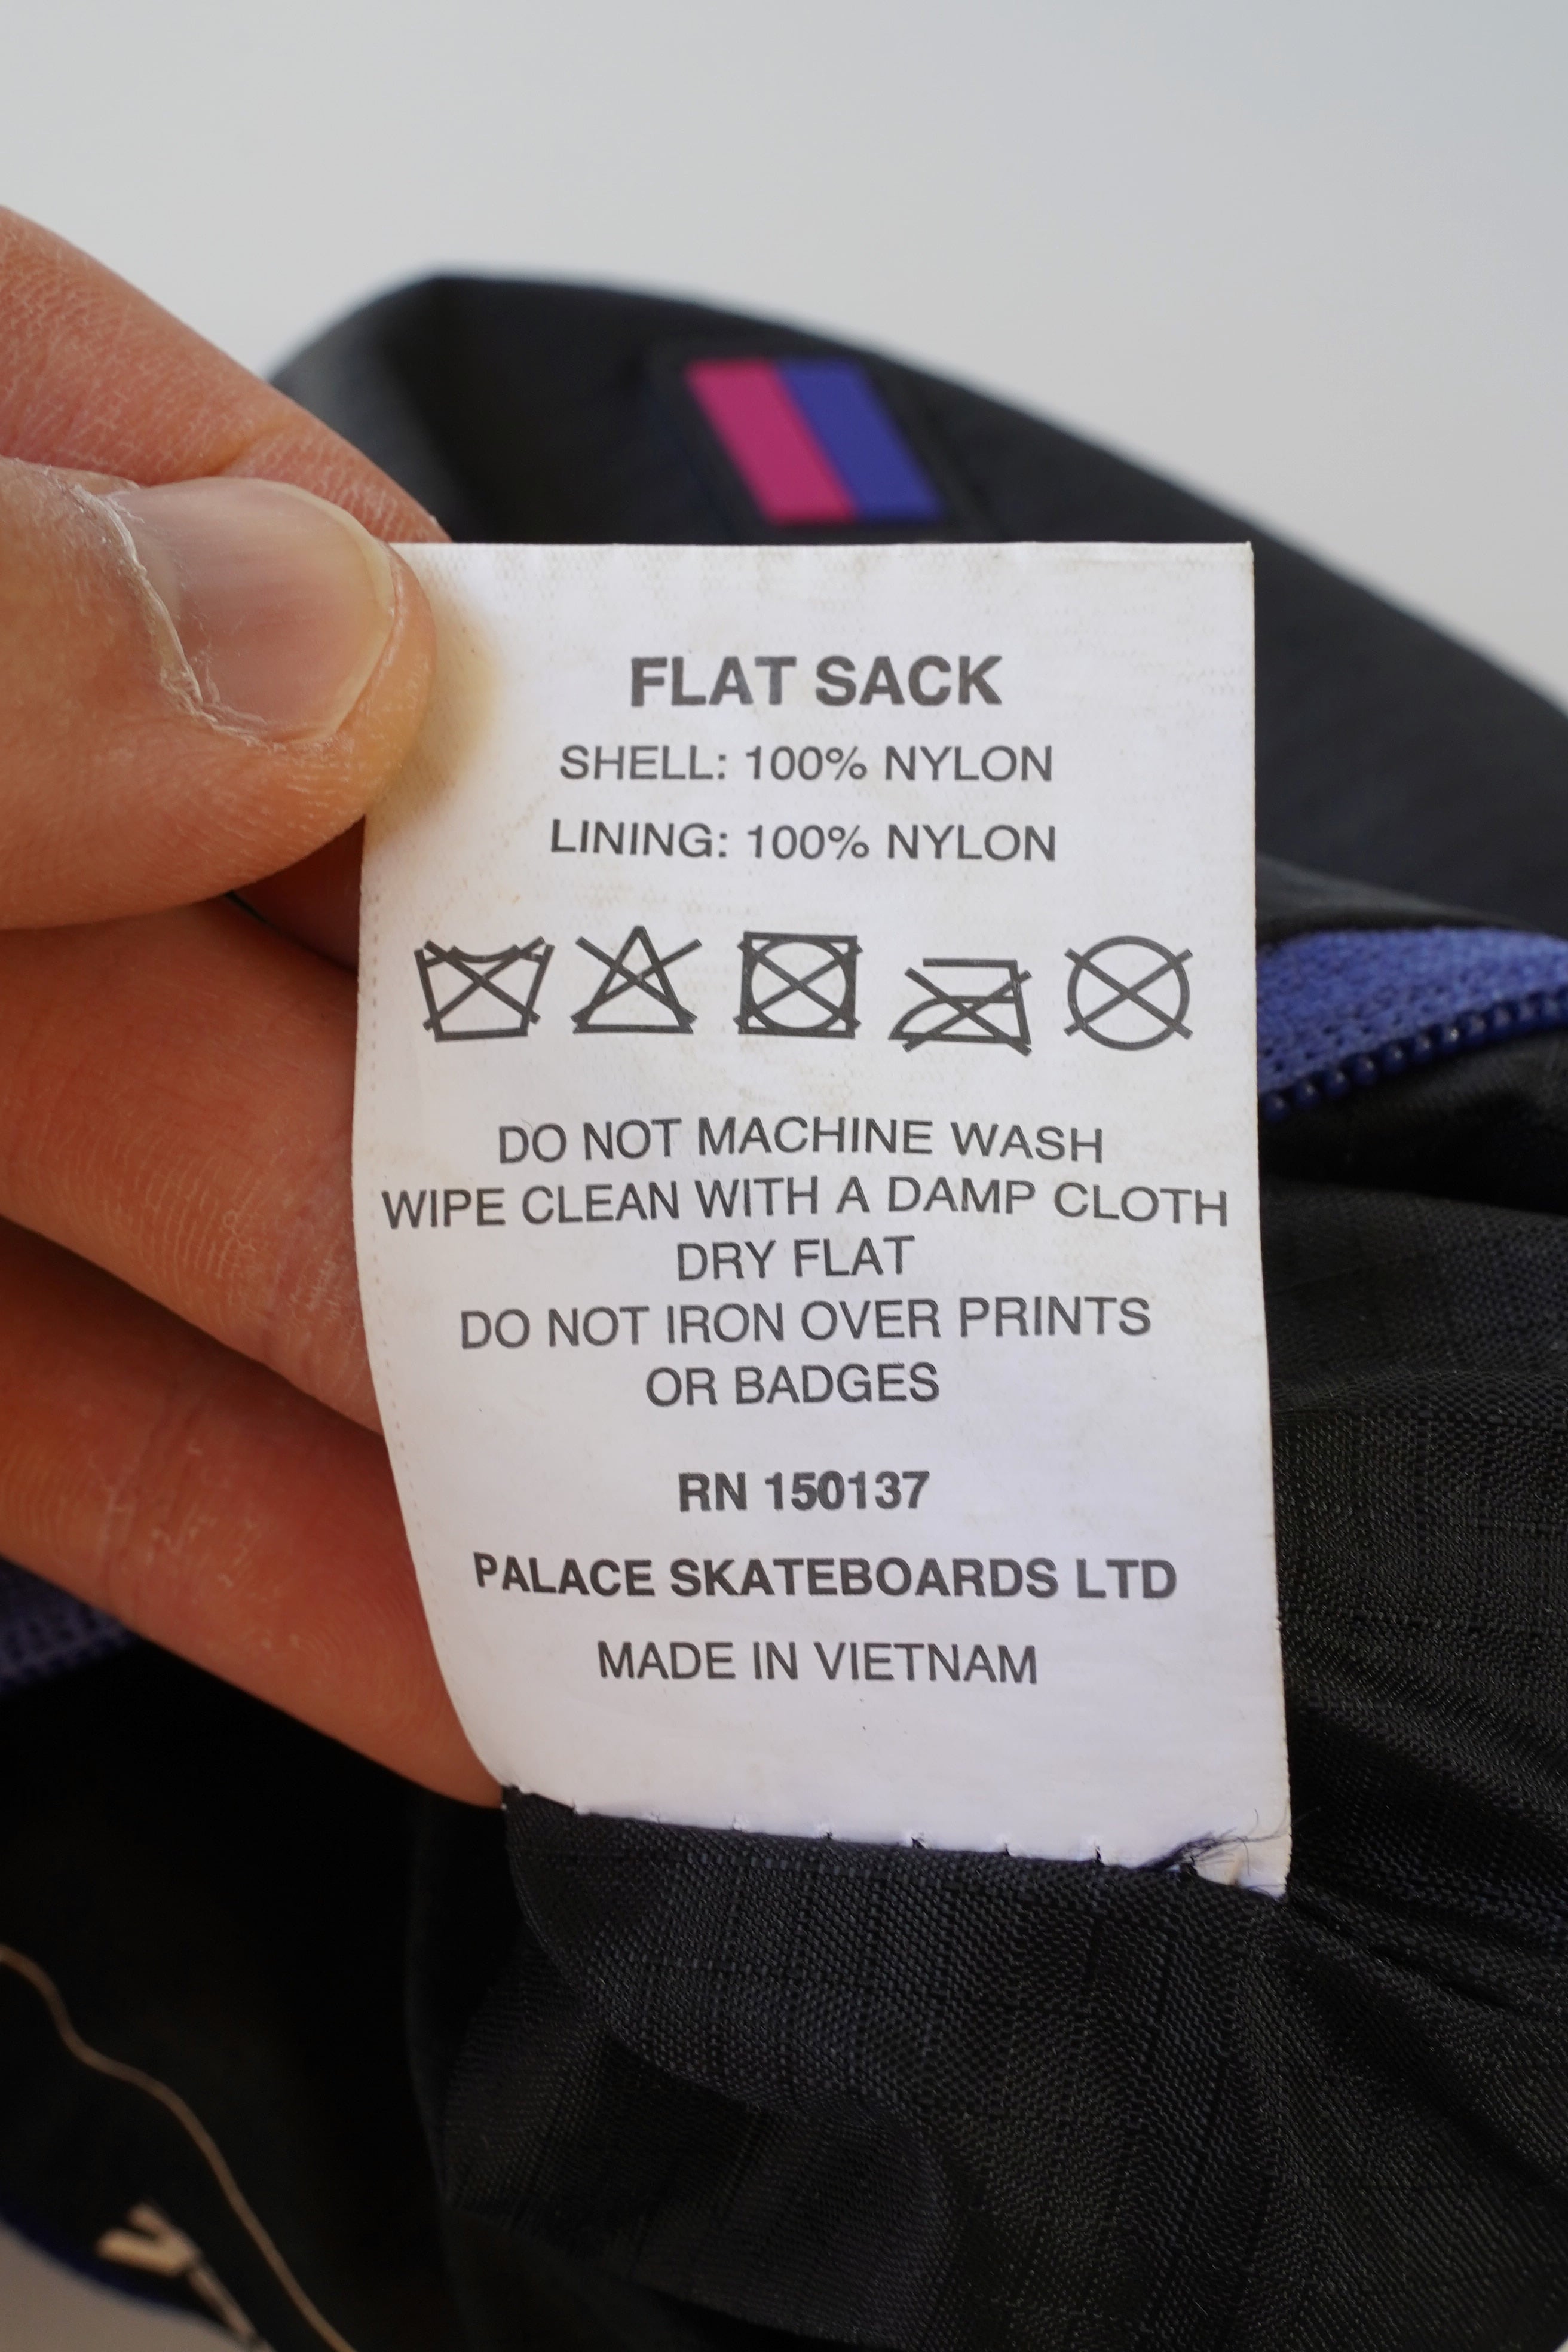 FLAT SACK
SHELL: 100% NYLON
LINING: 100% NYLON
DO NOT MACHINE WASH
WIPE CLEAN WITH A DAMP CLOTH
DRY FLAT
DO NOT IRON OVER PRINTS
OR BADGES
RN 150137
PALACE SKATEBOARDS LTD
MADE IN VIETNAM